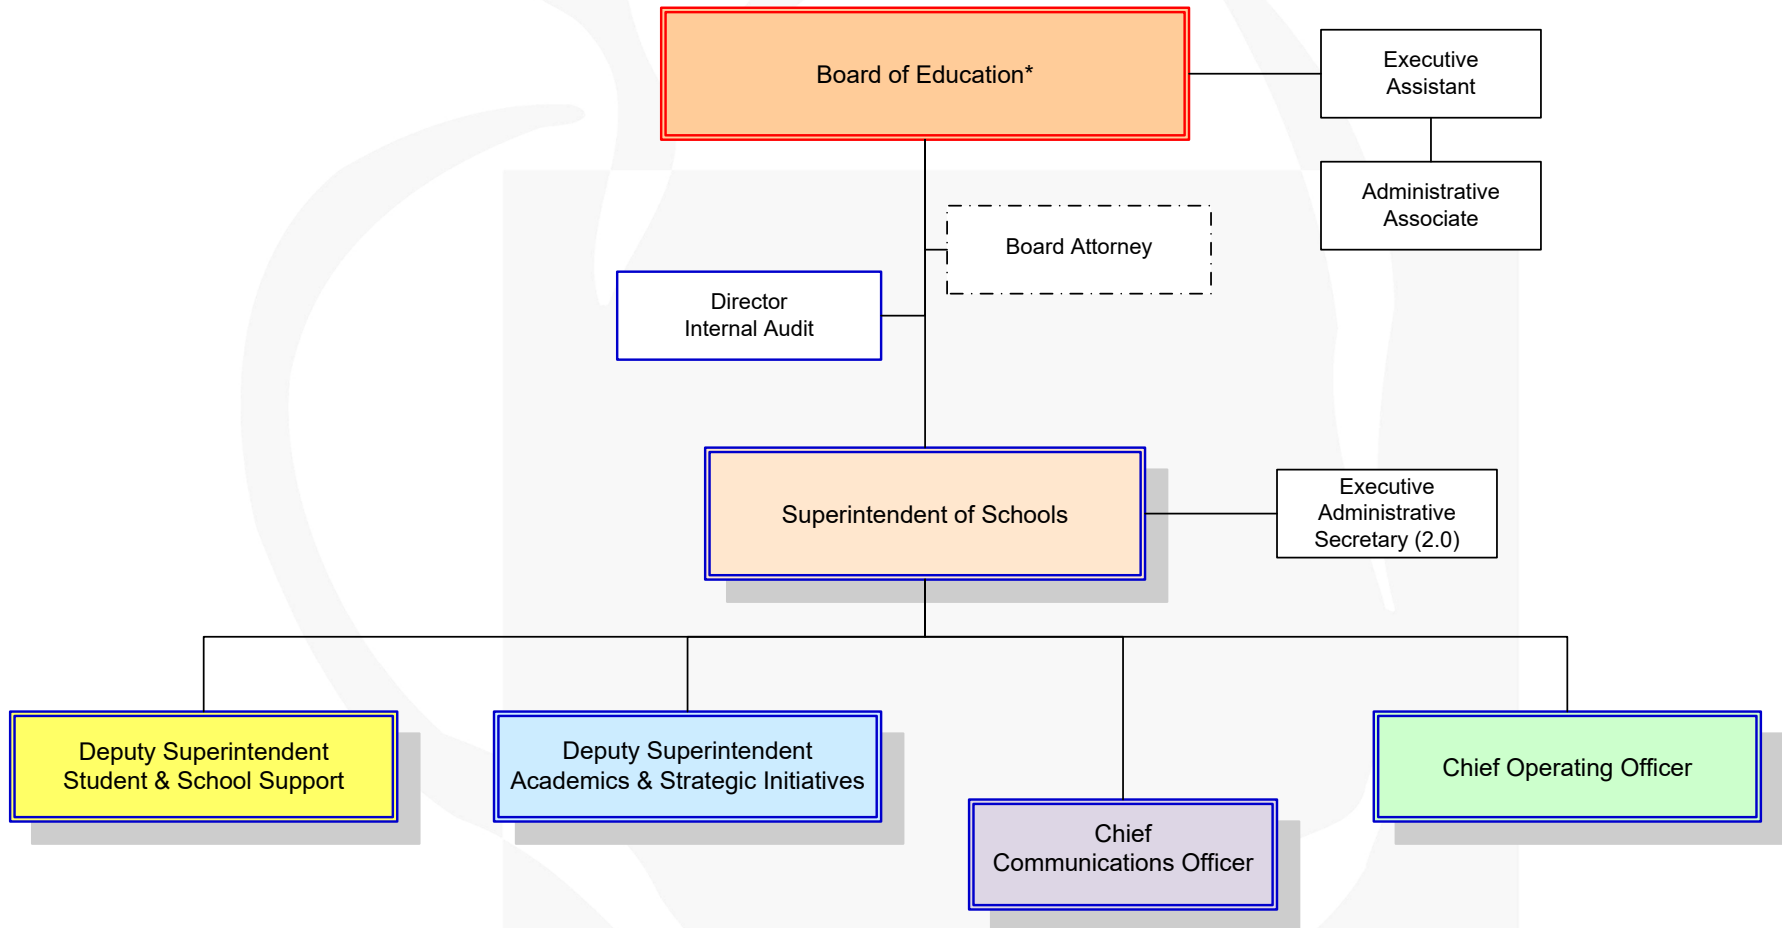 Board of Education*
Executive
Assistant
Administrative
Associate
Board Attorney
Director
Internal Audit
Superintendent of Schools
Executive
Administrative
Secretary (2.0)
Deputy Superintendent
Student & School Support
Deputy Superintendent
Academics & Strategic Initiatives
Chief
Communications Officer
Chief Operating Officer